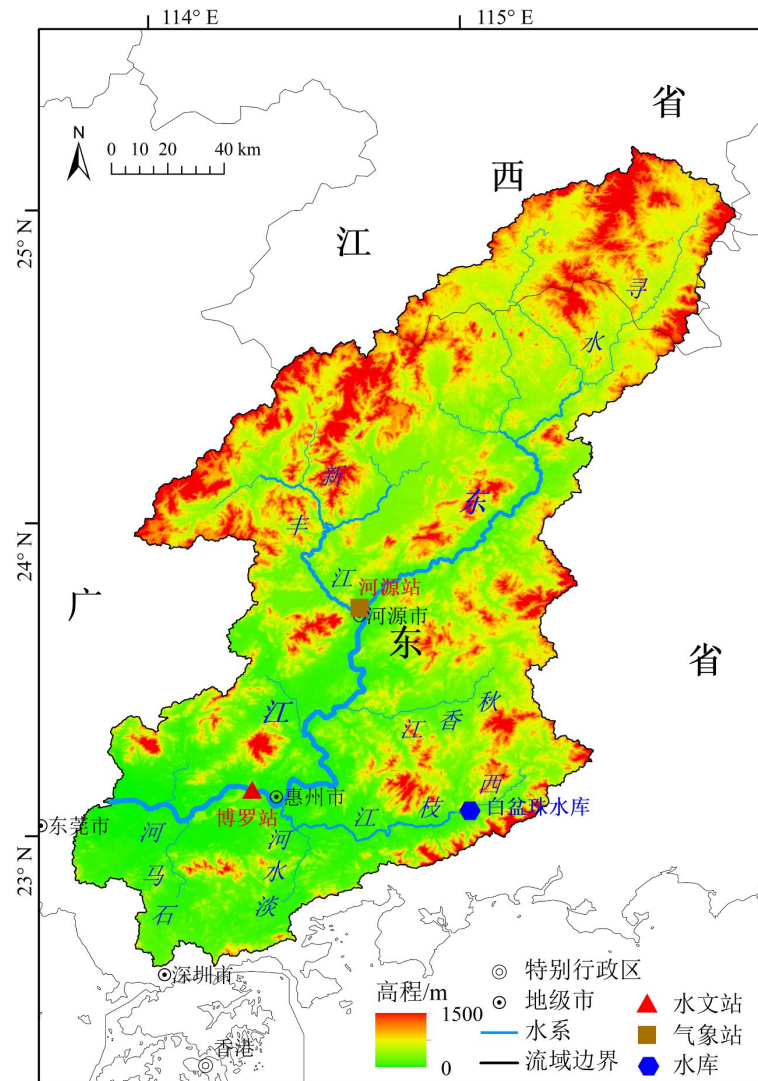 114° E
115° E
省
西
江
N
0 10 20 40 km
25° N
寻
水
新
丰
江
东
24° N
河源站
河源市
广
东
省
江
秋
香
江
西
枝
江
白盆珠水库
惠州市
博罗站
东莞市
23° N
河
马
石
河
水
淡
深圳市
香港
高程/m
1500
0
特别行政区
地级市
水系
流域边界
水文站
气象站
水库